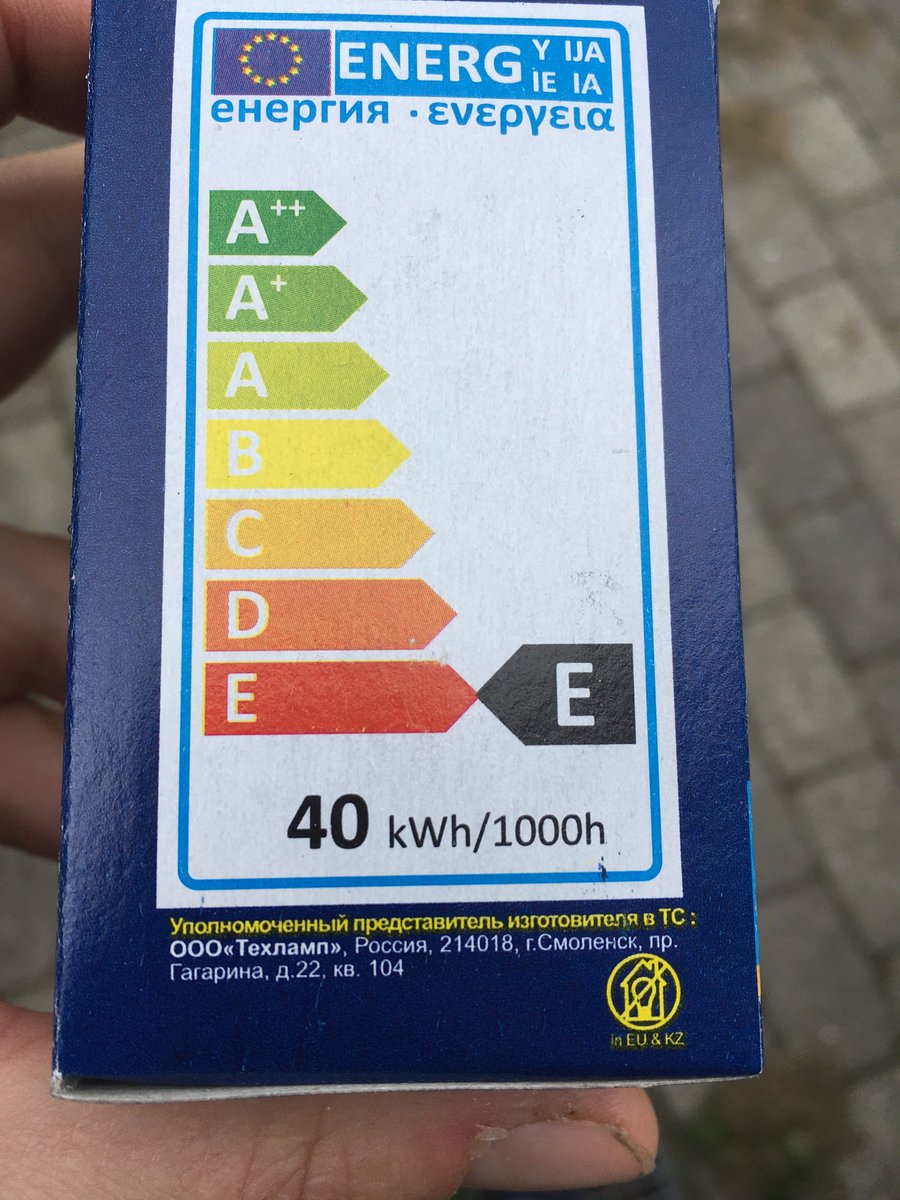 ENERG Y IJA
IE IA
енергия · ενεργεια
A++
A+
A
B
C
D
E
E
40 kWh/1000h
Уполномоченный представитель изготовителя в ТС :
ООО«Техламп», Россия, 214018, г.Смоленск, пр.
Гагарина, д.22, кв. 104
in EU & KZ